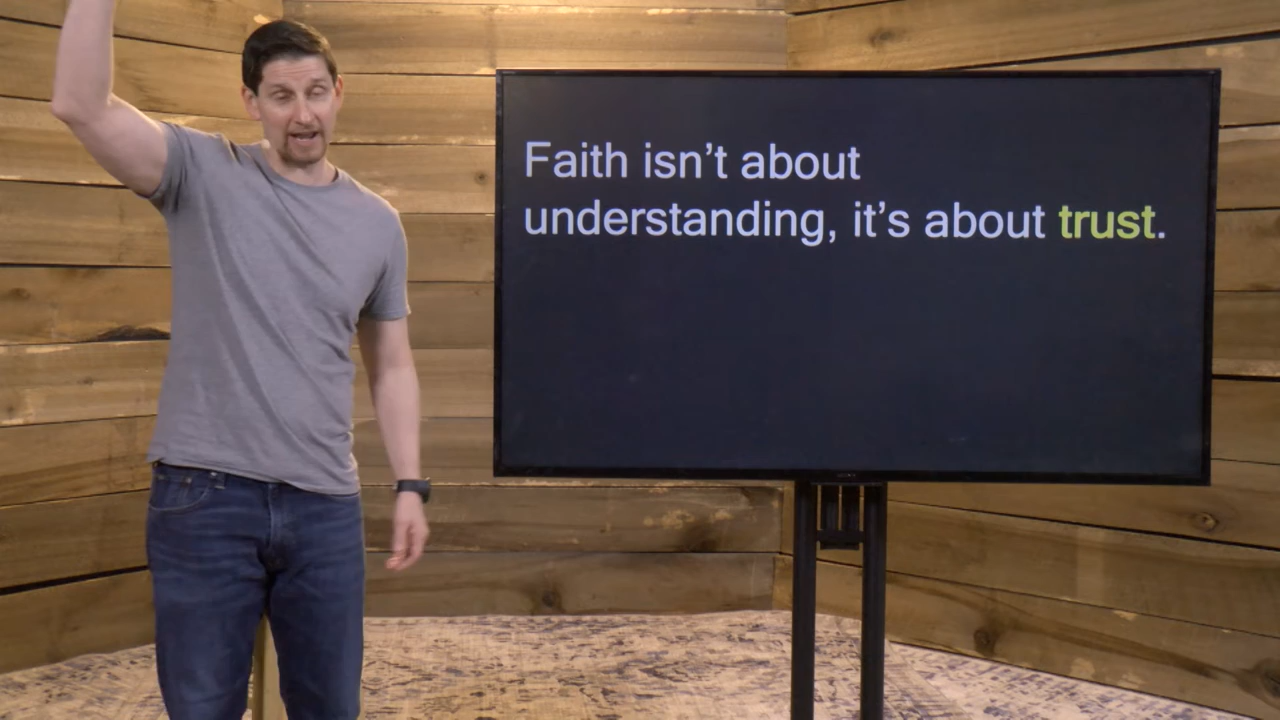 Faith isn’t about
understanding, it’s about trust.